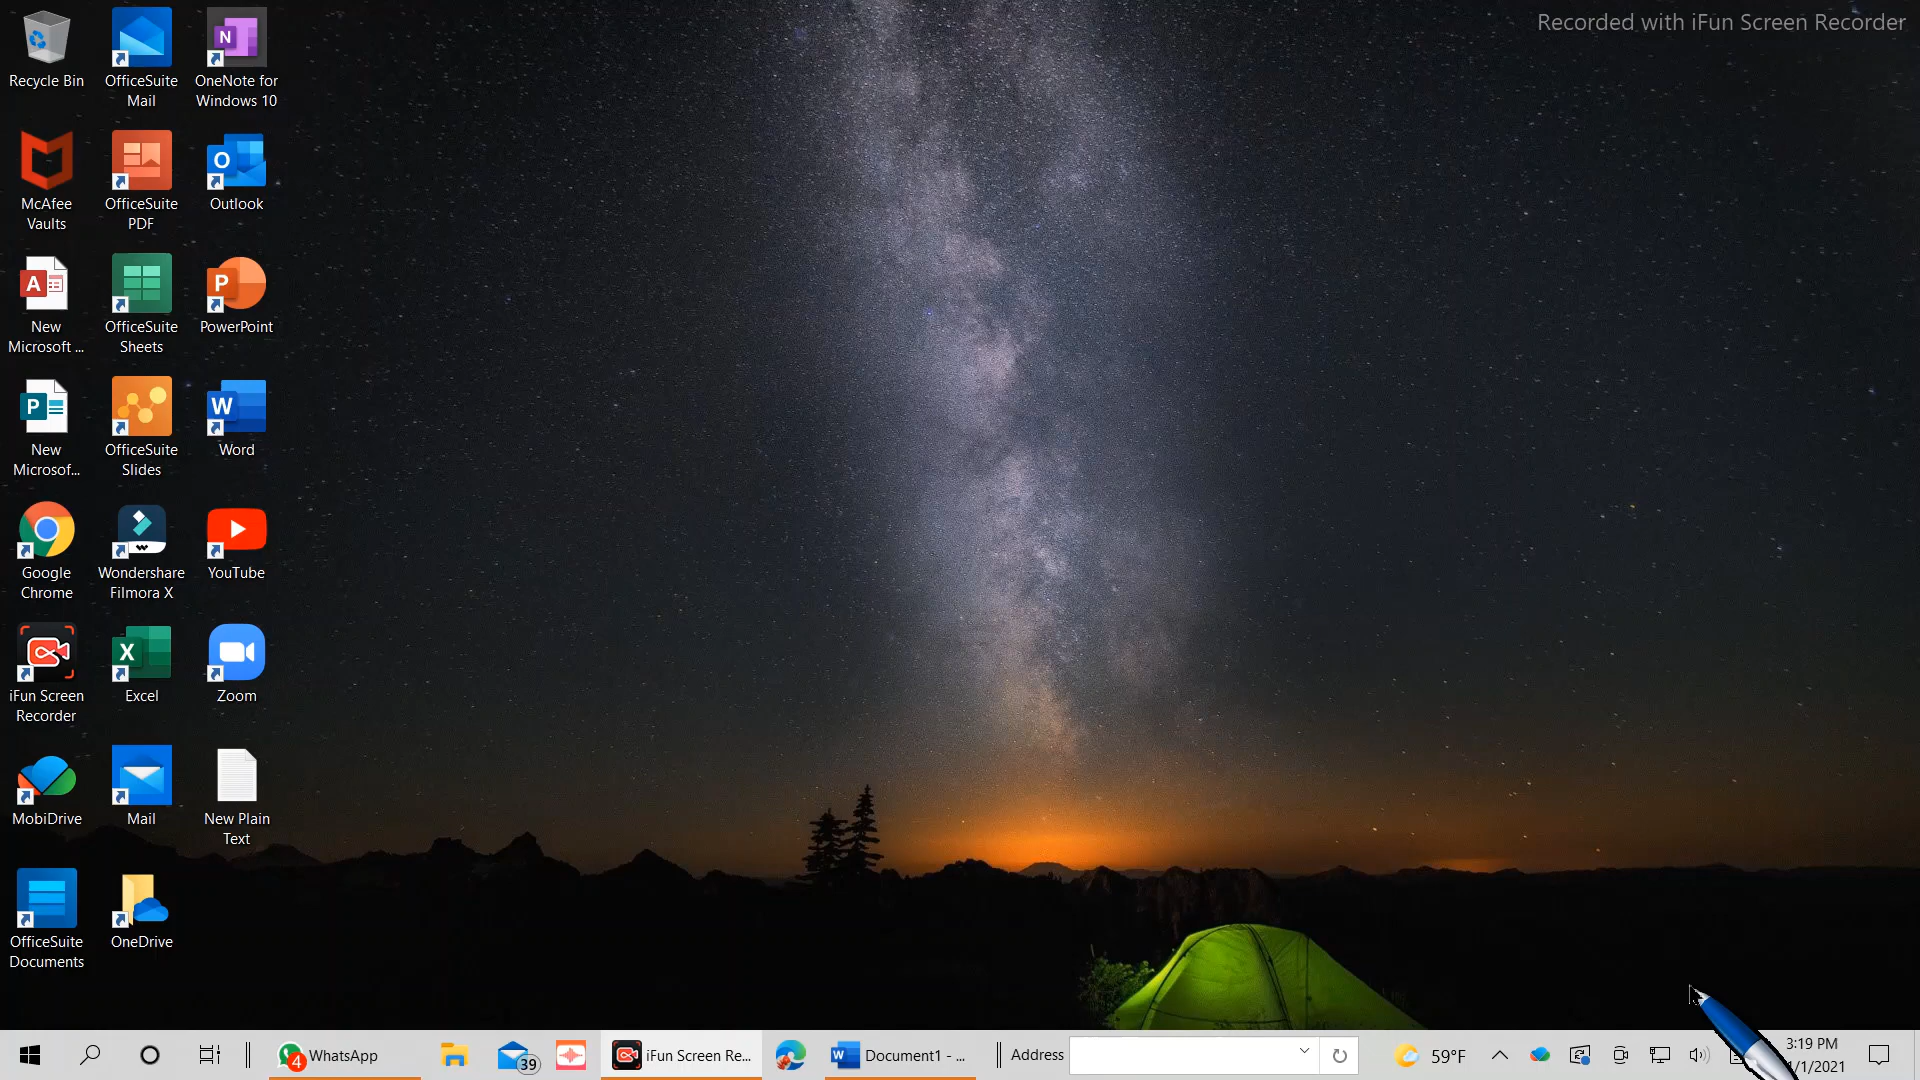 Recorded with iFun Screen Recorder
Recycle Bin
OfficeSuite
Mail
OneNote for
Windows 10
McAfee
Vaults
OfficeSuite
PDF
Outlook
New
Microsoft ...
OfficeSuite
Sheets
PowerPoint
New
Microsof...
OfficeSuite
Slides
Word
Google
Chrome
Wondershare
Filmora X
YouTube
iFun Screen
Recorder
Excel
Zoom
MobiDrive
Mail
New Plain
Text
OfficeSuite
Documents
OneDrive
4
WhatsApp
39
iFun Screen Re...
Document1 - ...
Address
59°F
3:19 PM
/1/2021